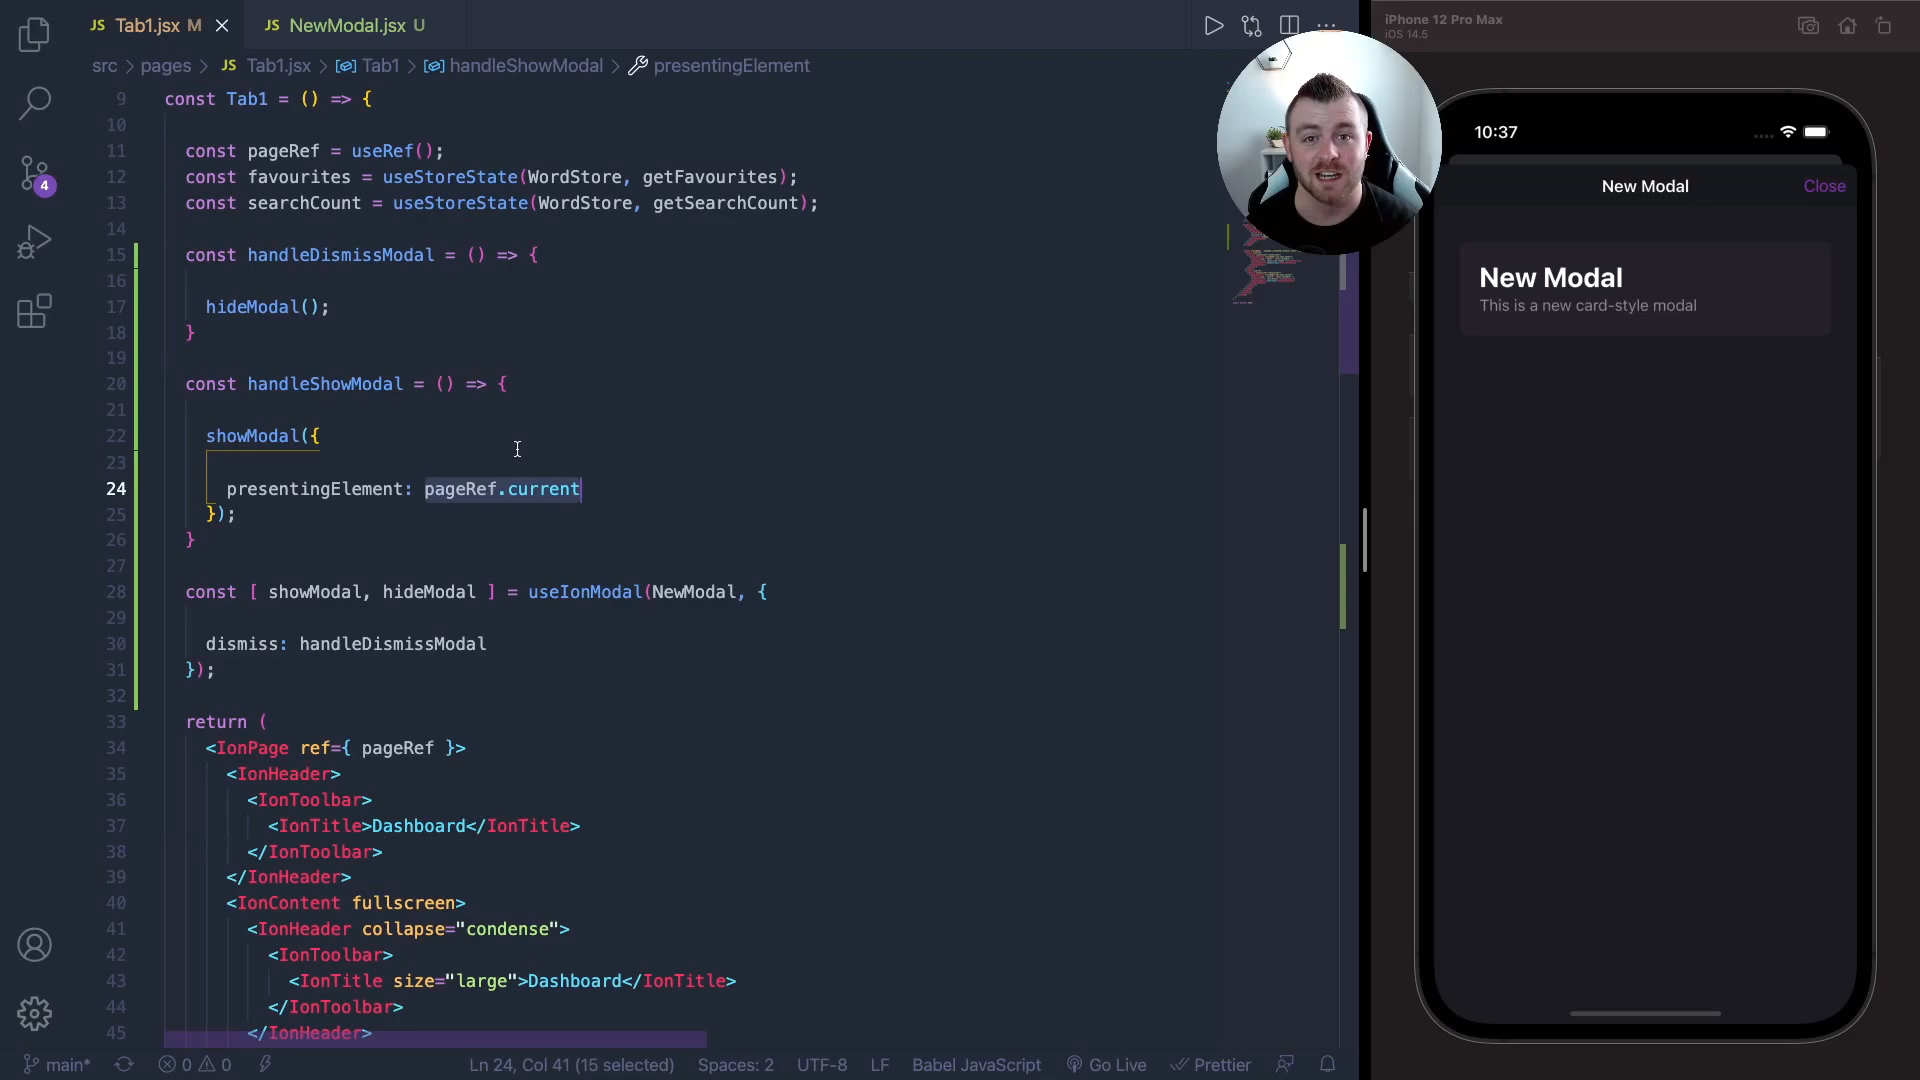 JS Tab1.jsx M
JS NewModal.jsx U
src > pages > JS Tab1.jsx > Tab1 > handleShowModal > presentingElement
9 const Tab1 = () => {
10
11 const pageRef = useRef();
12 const favourites = useStoreState(WordStore, getFavourites);
13 const searchCount = useStoreState(WordStore, getSearchCount);
14
15 const handleDismissModal = () => {
16
17 hideModal();
18 }
19
20 const handleShowModal = () => {
21
22 showModal({
23
24 presentingElement: pageRef.current
25 });
26 }
27
28 const [ showModal, hideModal ] = useIonModal(NewModal, {
29
30 dismiss: handleDismissModal
31 });
32
33 return (
34 <IonPage ref={ pageRef }>
35 <IonHeader>
36 <IonToolbar>
37 <IonTitle>Dashboard</IonTitle>
38 </IonToolbar>
39 </IonHeader>
40 <IonContent fullscreen>
41 <IonHeader collapse="condense">
42 <IonToolbar>
43 <IonTitle size="large">Dashboard</IonTitle>
44 </IonToolbar>
45 </IonHeader>
4
main* 0 0 Ln 24, Col 41 (15 selected) Spaces: 2 UTF-8 LF Babel JavaScript Go Live Prettier
iPhone 12 Pro Max
iOS 14.5
10:37
New Modal Close
New Modal
This is a new card-style modal